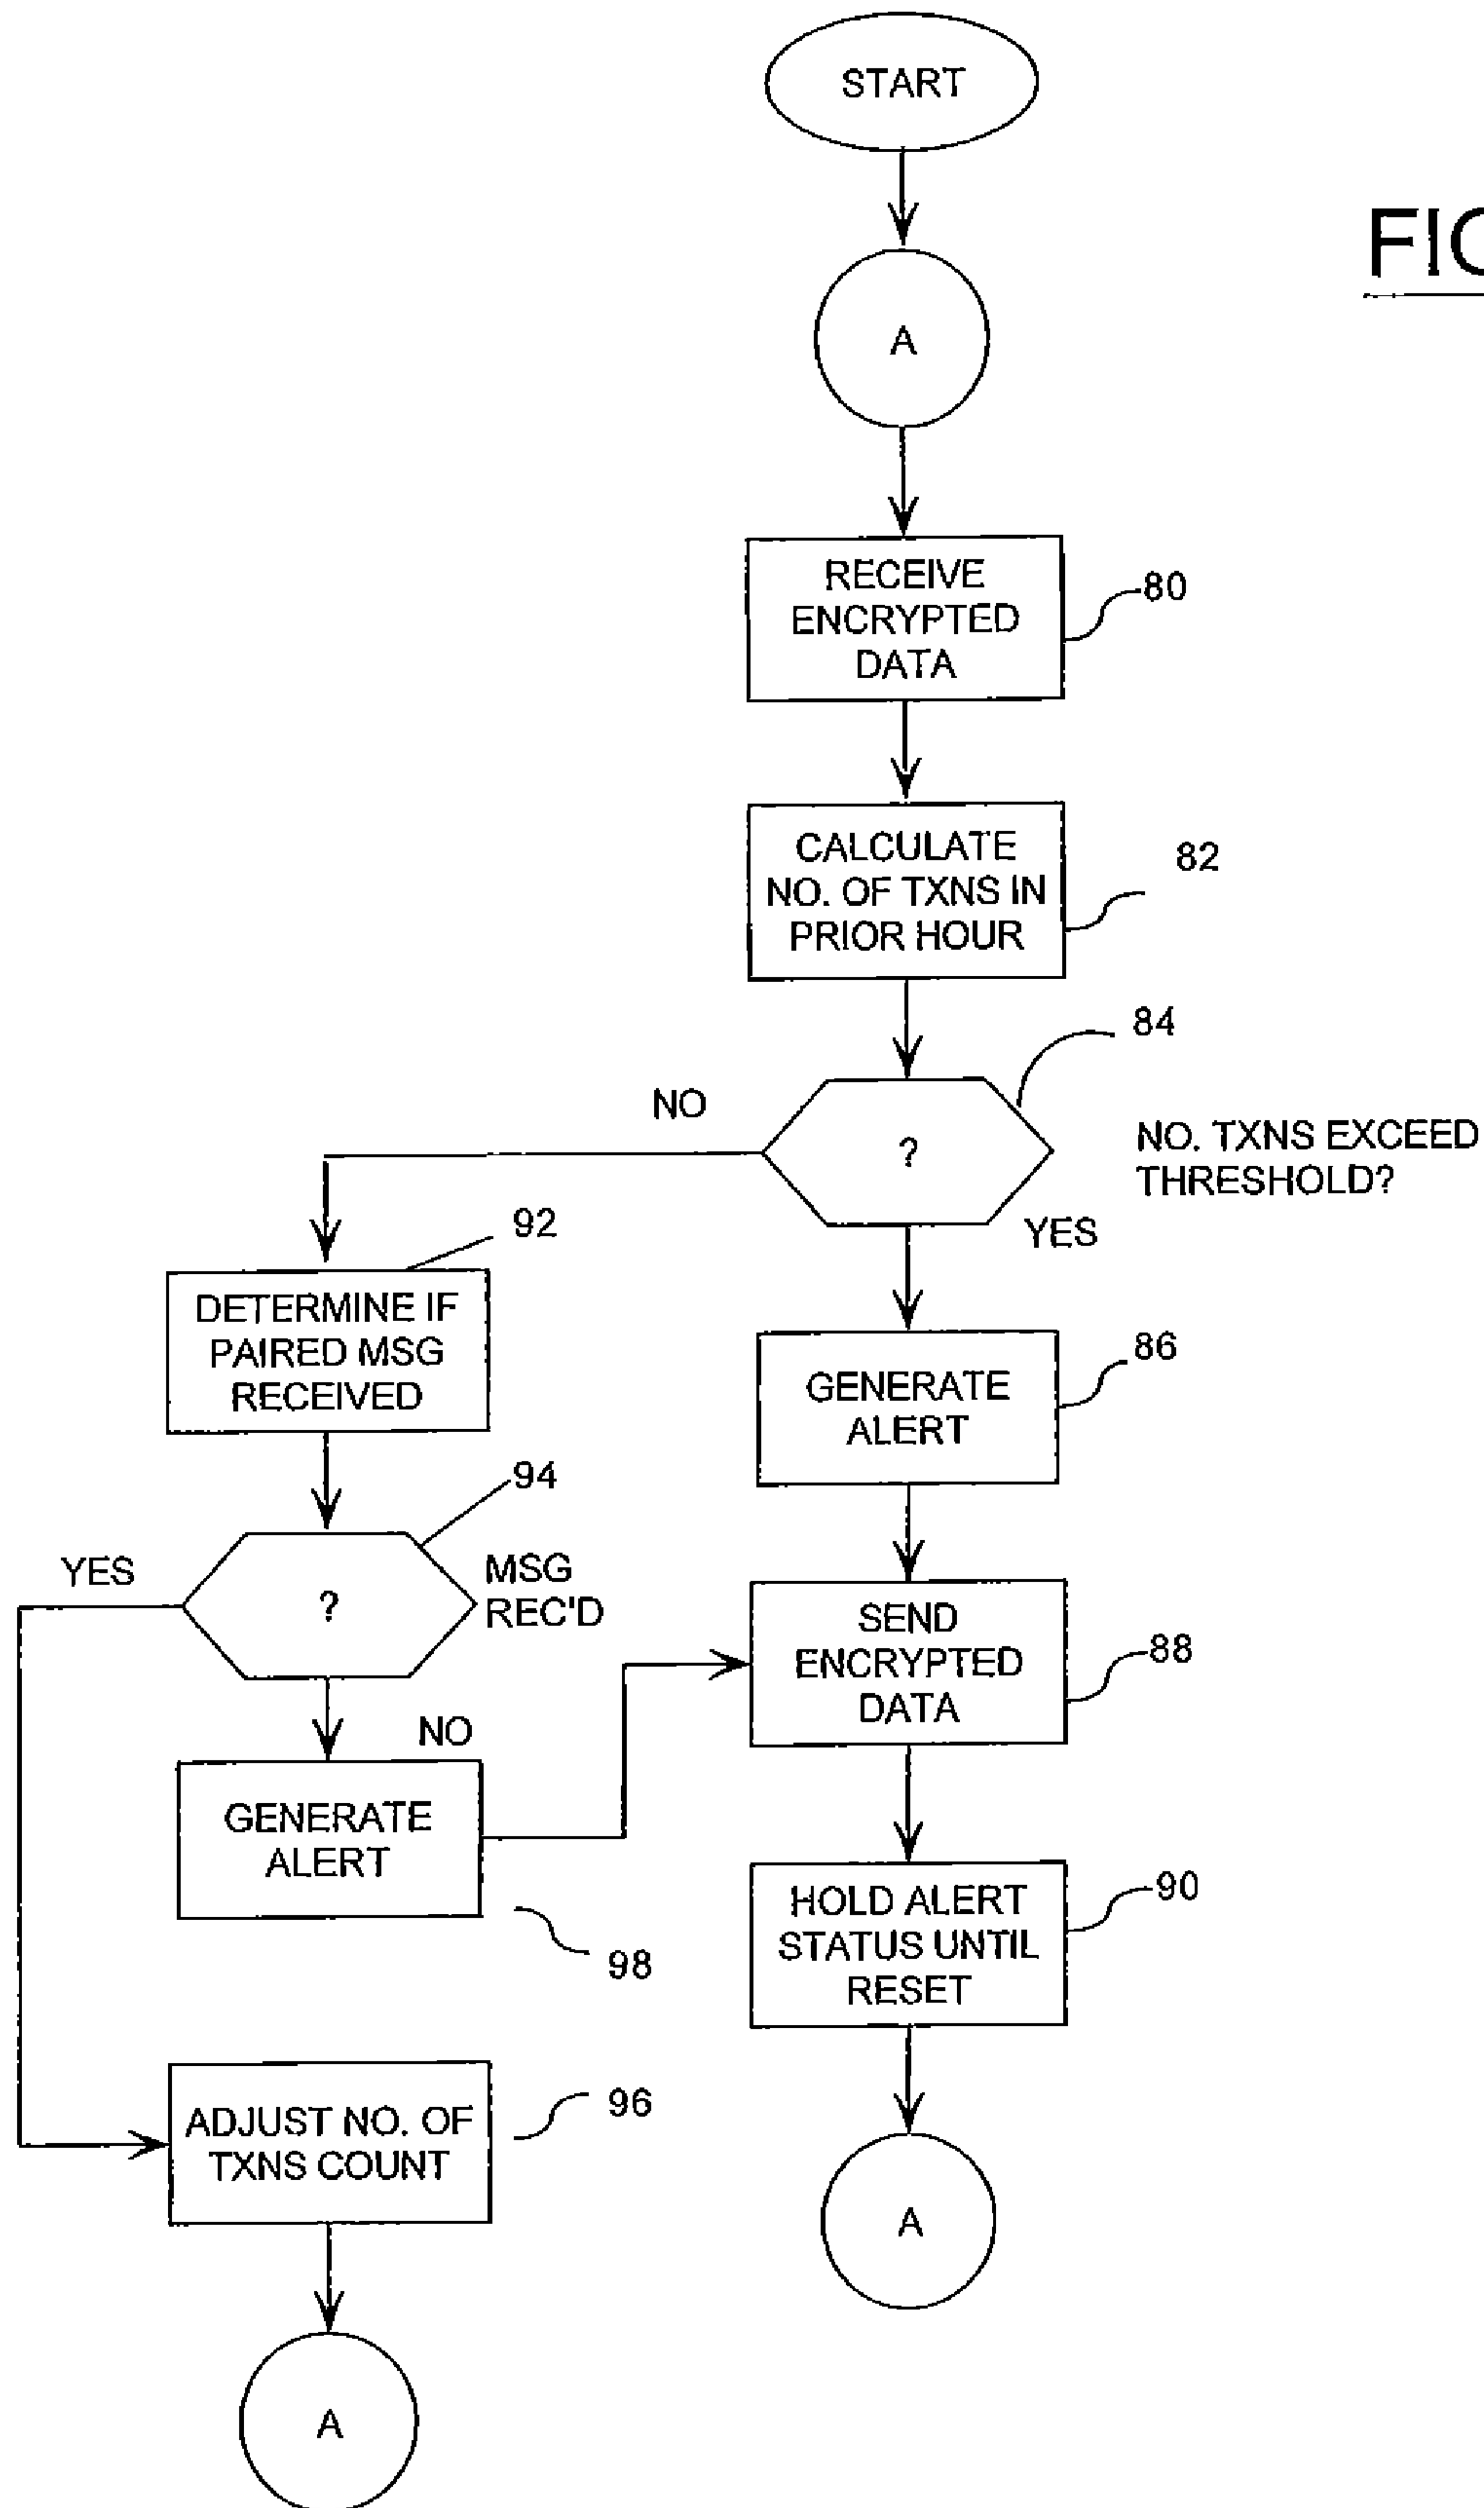 START
FIG
A
RECEIVE
ENCRYPTED
DATA
80
CALCULATE
NO. OF TXNS IN
PRIOR HOUR
82
84
NO
?
NO. TXNS EXCEED
THRESHOLD?
YES
92
DETERMINE IF
PAIRED MSG
RECEIVED
86
GENERATE
ALERT
94
YES
?
MSG
REC'D
SEND
ENCRYPTED
DATA
88
NO
GENERATE
ALERT
98
HOLD ALERT
STATUS UNTIL
RESET
90
ADJUST NO. OF
TXNS COUNT
96
A
A